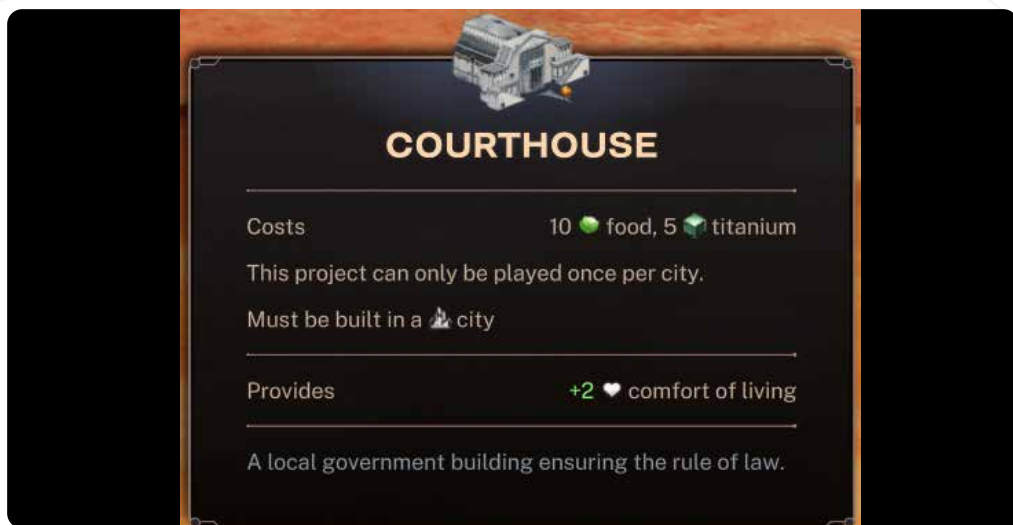 COURTHOUSE
Costs 10 food, 5 titanium
This project can only be played once per city.
Must be built in a city
Provides +2 comfort of living
A local government building ensuring the rule of law.